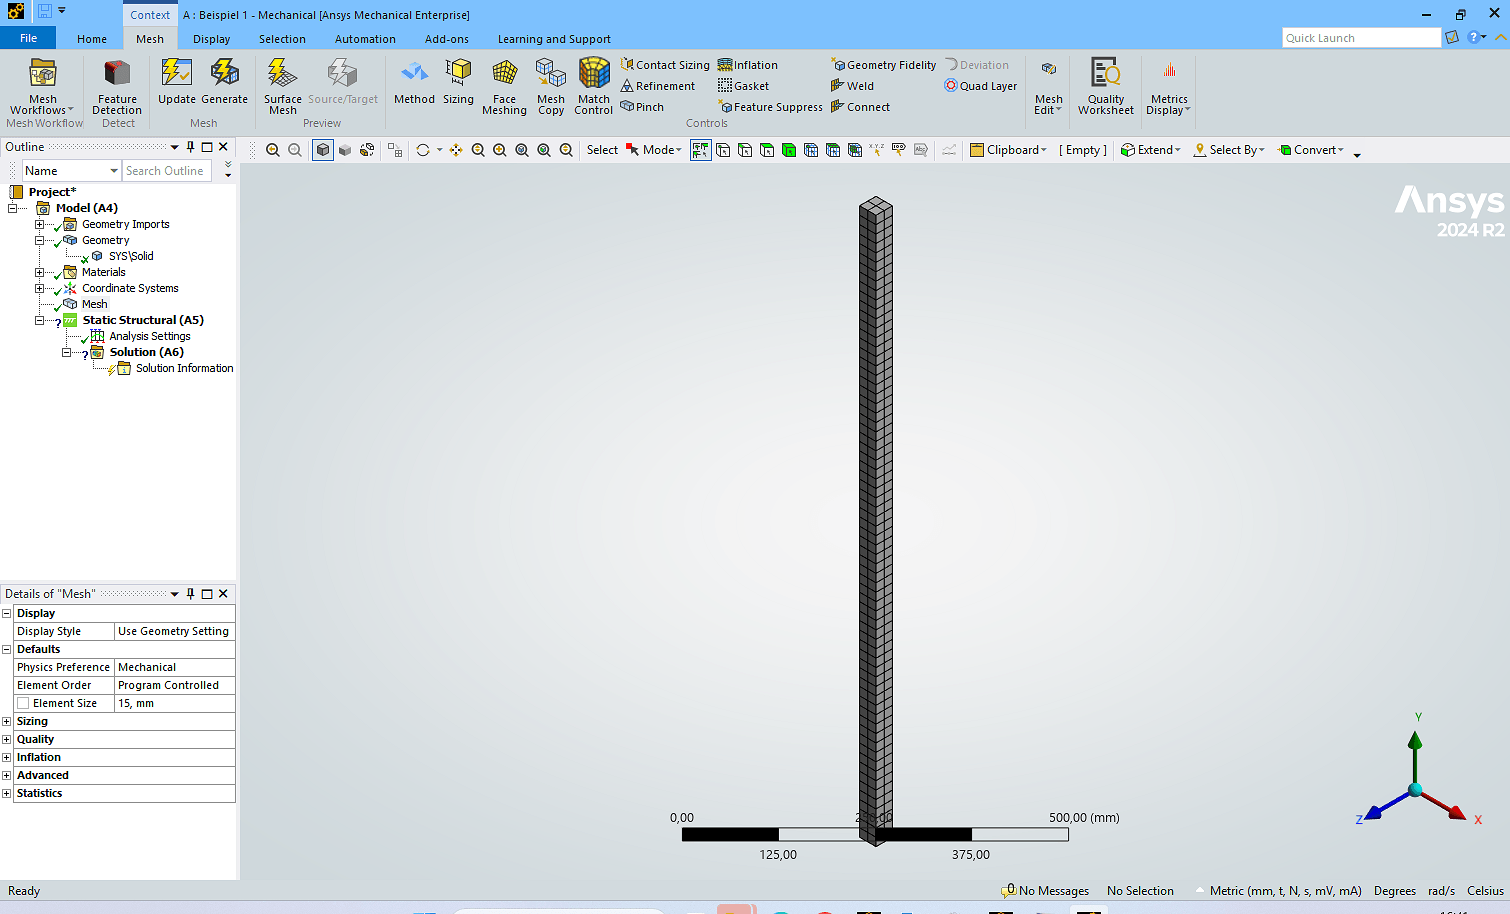 Context
A : Beispiel 1 - Mechanical [Ansys Mechanical Enterprise]
File Home Mesh Display Selection Automation Add-ons Learning and Support
Quick Launch
Mesh Workflows
Feature Detection
Update
Generate
Surface Mesh
Source/Target
Method
Sizing
Face Meshing
Mesh Copy
Match Control
Contact Sizing
Refinement
Pinch
Inflation
Gasket
Feature Suppress
Geometry Fidelity
Weld
Connect
Deviation
Quad Layer
Mesh Edit
Quality Worksheet
Metrics Display
Mesh Workflow Detect Mesh Preview Controls
Outline
Name Search Outline
Select Mode Clipboard [ Empty ] Extend Select By Convert
Project*
Model (A4)
Geometry Imports
Geometry
SYS\Solid
Materials
Coordinate Systems
Mesh
Static Structural (A5)
Analysis Settings
Solution (A6)
Solution Information
Ansys
2024 R2
Details of "Mesh"
Display
Display Style Use Geometry Setting
Defaults
Physics Preference Mechanical
Element Order Program Controlled
Element Size 15, mm
Sizing
Quality
Inflation
Advanced
Statistics
0,00 250,00 500,00 (mm)
125,00 375,00
Y
Z
X
Ready
0 No Messages No Selection Metric (mm, t, N, s, mV, mA) Degrees rad/s Celsius